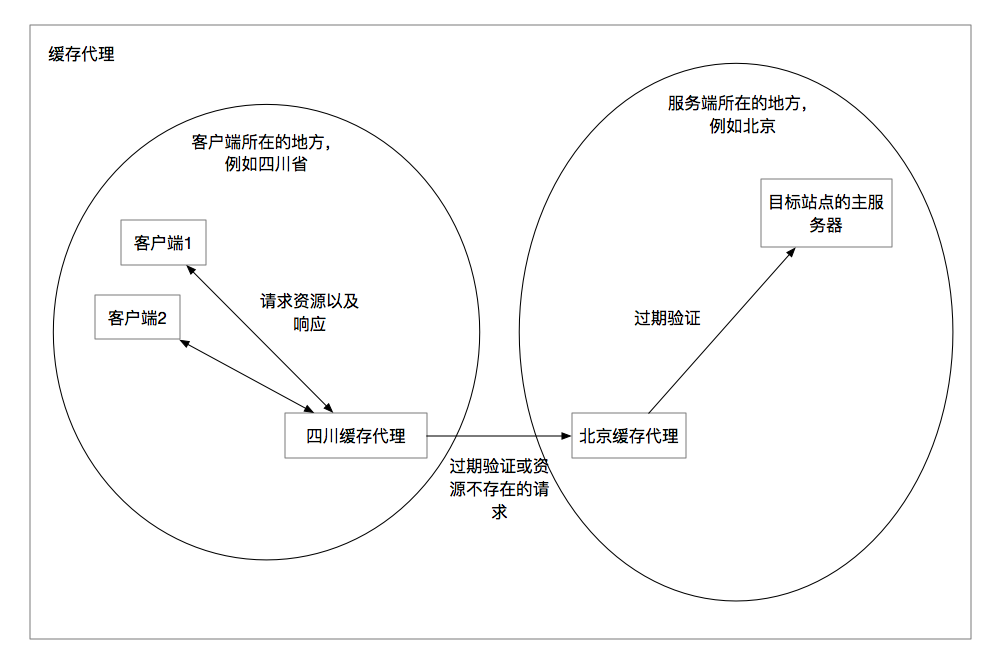 缓存代理
客户端所在的地方，
例如四川省
客户端1
客户端2
请求资源以及
响应
四川缓存代理
过期验证或资
源不存在的请
求
服务端所在的地方，
例如北京
目标站点的主服
务器
过期验证
北京缓存代理